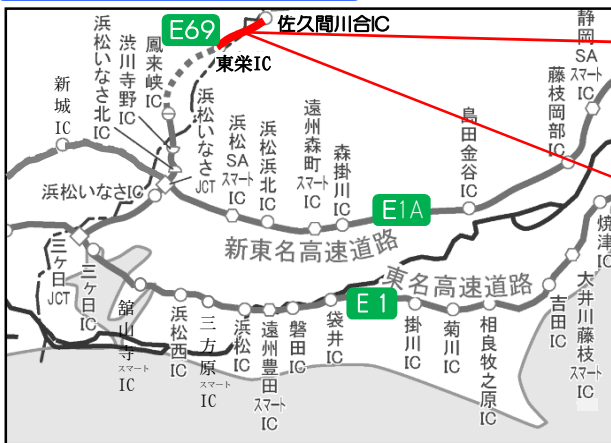 E69
佐久間川合IC
東栄IC
鳳来峡IC
渋川寺野IC
浜松いなさ北IC
新城IC
浜松いなさJCT
浜松いなさIC
浜松SAスマートIC
浜松浜北IC
遠州森町スマートIC
森掛川IC
E1A
島田金谷IC
藤枝岡部IC
静岡SAスマートIC
新東名高速道路
三ヶ日JCT
三ヶ日IC
舘山寺スマートIC
浜松西IC
三方原スマートIC
浜松IC
遠州豊田スマートIC
磐田IC
袋井IC
E1
東名高速道路
掛川IC
菊川IC
相良牧之原IC
吉田IC
大井川藤枝スマートIC
焼津IC